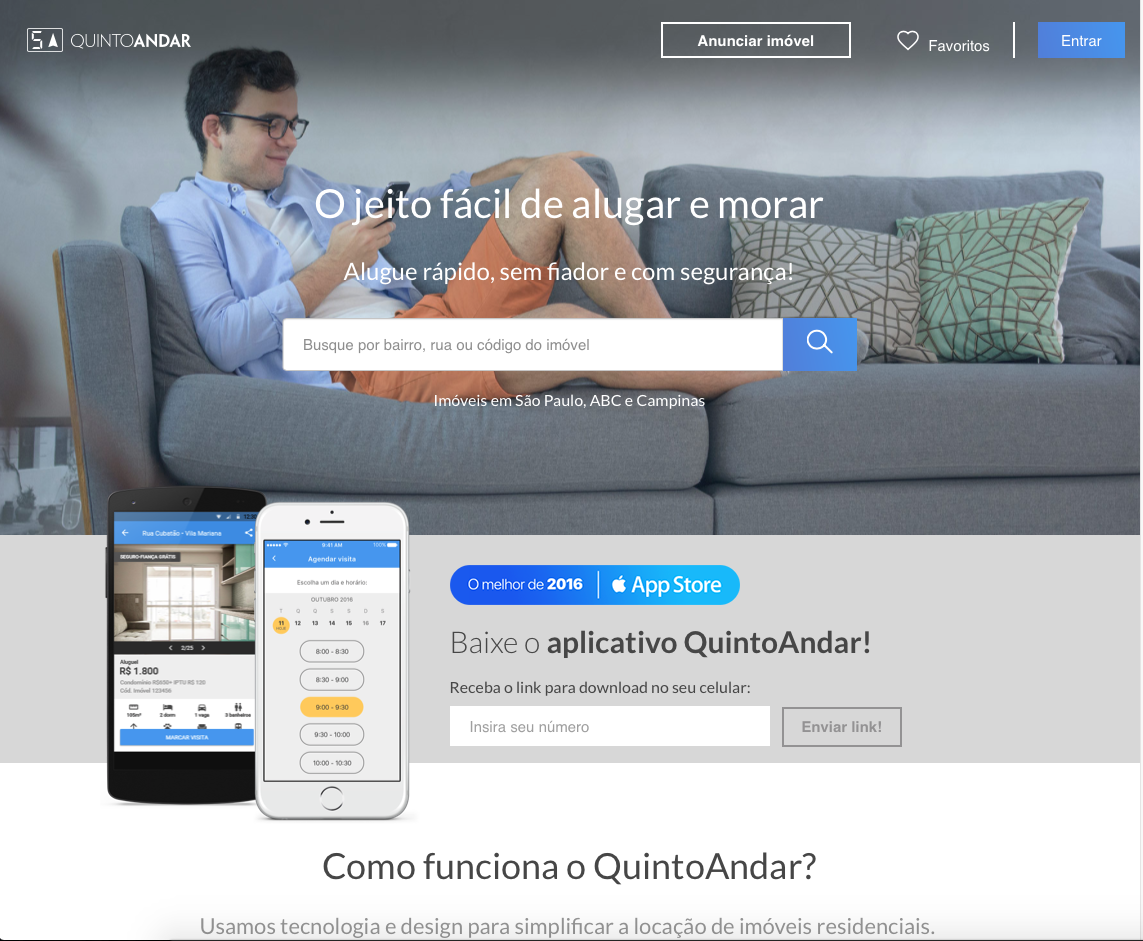 5A QUINTOANDAR
Anunciar imóvel
Favoritos
Entrar
O jeito fácil de alugar e morar
Alugue rápido, sem fiador e com segurança!
Busque por bairro, rua ou código do imóvel
Imóveis em São Paulo, ABC e Campinas
12:30
Rua Cubatão - Vila Mariana
SEGURO-FIANÇA GRÁTIS
2/25
Aluguel
R$ 1.800
Condomínio R$650+ IPTU R$ 120
Cód. Imóvel 123456
105m² 2 dorm 1 vaga 3 banheiros
MARCAR VISITA
9:41 AM 100%
Agendar visita
Escolha um dia e horário:
OUTUBRO 2016
T Q Q S S D S
11 12 13 14 15 16 17
HOJE
8:00 - 8:30
8:30 - 9:00
9:00 - 9:30
9:30 - 10:00
10:00 - 10:30
O melhor de 2016 App Store
Baixe o aplicativo QuintoAndar!
Receba o link para download no seu celular:
Insira seu número
Enviar link!
Como funciona o QuintoAndar?
Usamos tecnologia e design para simplificar a locação de imóveis residenciais.